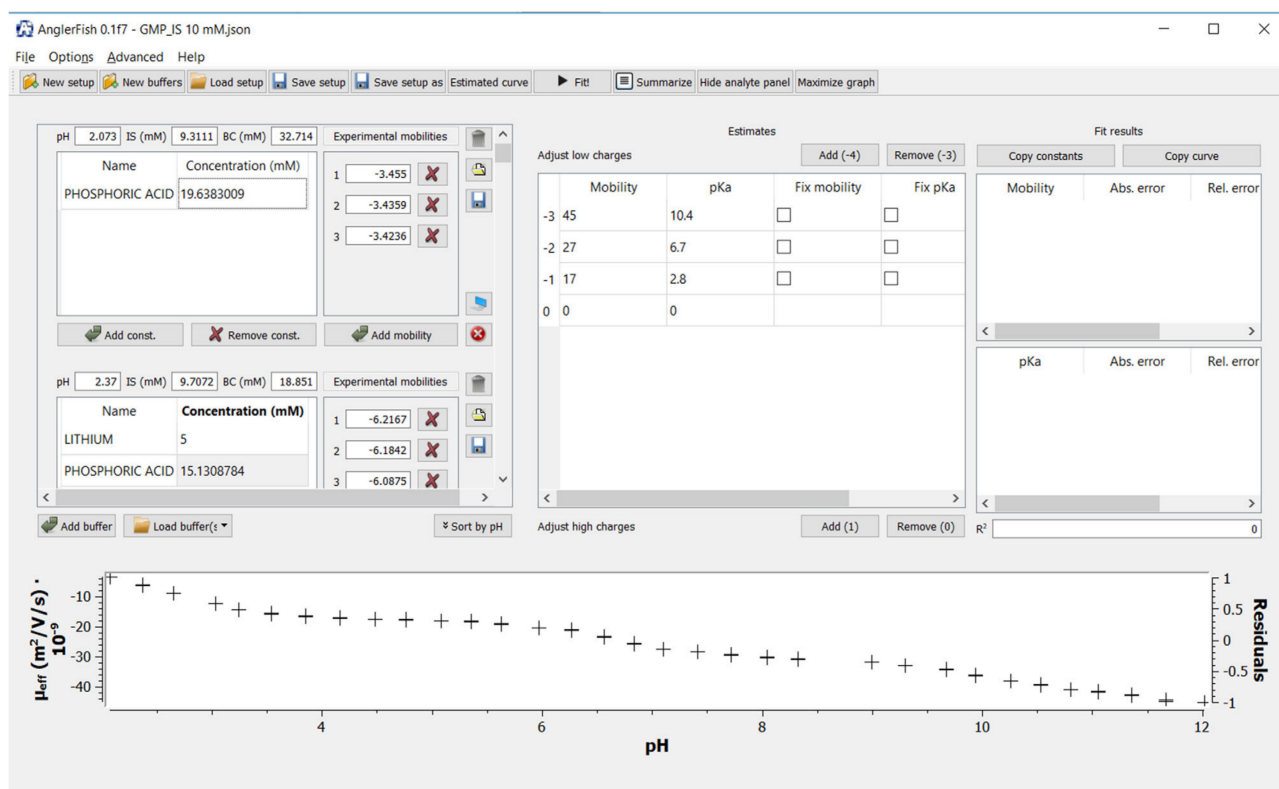 AnglerFish 0.1f7 - GMP_IS 10 mM.json
File Options Advanced Help
New setup New buffers Load setup Save setup Save setup as Estimated curve Fit! Summarize Hide analyte panel Maximize graph
pH 2.073 IS (mM) 9.3111 BC (mM) 32.714 Experimental mobilities
Name Concentration (mM)
PHOSPHORIC ACID 19.6383009
1 -3.455
2 -3.4359
3 -3.4236
Add const. Remove const. Add mobility
pH 2.37 IS (mM) 9.7072 BC (mM) 18.851 Experimental mobilities
Name Concentration (mM)
LITHIUM 5
PHOSPHORIC ACID 15.1308784
1 -6.2167
2 -6.1842
3 -6.0875
Add buffer Load buffer(s Sort by pH
Estimates
Adjust low charges Add (-4) Remove (-3)
Mobility pKa Fix mobility Fix pKa
-3 45 10.4
-2 27 6.7
-1 17 2.8
0 0 0
Adjust high charges Add (1) Remove (0)
Fit results
Copy constants Copy curve
Mobility Abs. error Rel. error
pKa Abs. error Rel. error
R² 0
μeff (m²/V/s) · 10⁻⁹
-10
-20
-30
-40
4 6 8 10 12
pH
1
0.5
0
-0.5
-1
Residuals